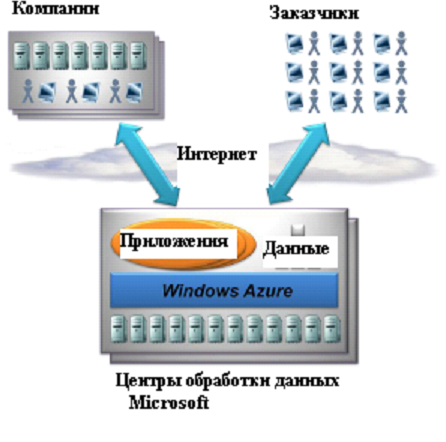 Компании
Заказчики
Интернет
Приложения
Данные
Windows Azure
Центры обработки данных
Microsoft